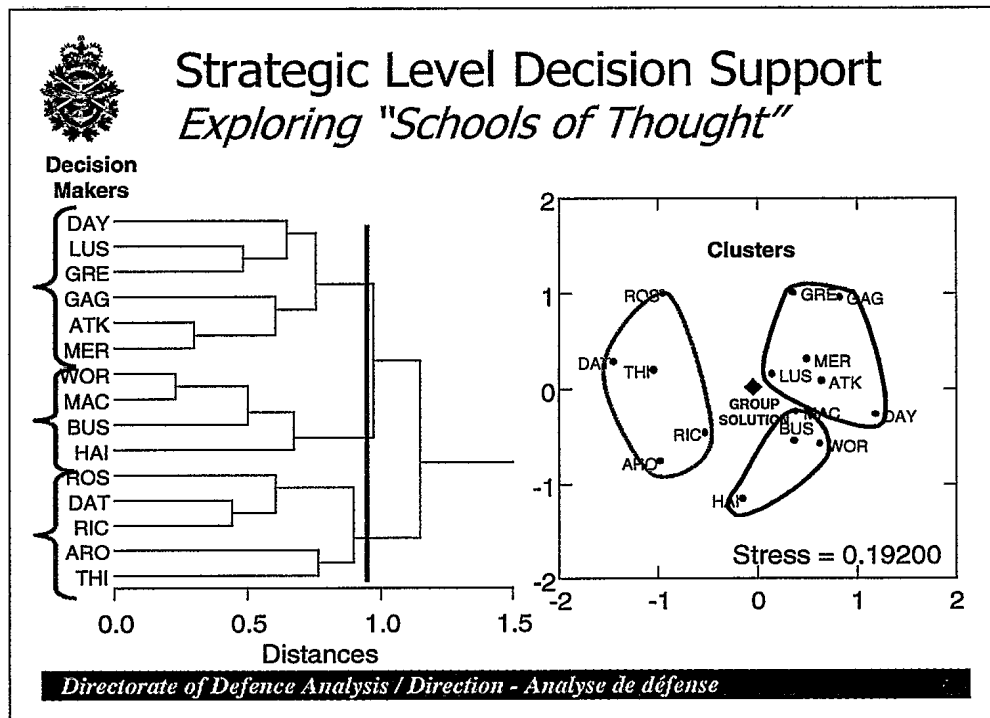 Strategic Level Decision Support
Exploring “Schools of Thought”
Decision
Makers
DAY
LUS
GRE
GAG
ATK
MER
WOR
MAC
BUS
HAI
ROS
DAT
RIC
ARO
THI
0.0 0.5 1.0 1.5
Distances
2
1
0
-1
-2
Clusters
ROS
GRE
GAG
DAT
THI
MER
LUS
ATK
GROUP
SOLUTION
MAC
DAY
RIC
BUS
WOR
ARO
HAI
Stress = 0.19200
-2 -1 0 1 2
Directorate of Defence Analysis / Direction - Analyse de défense